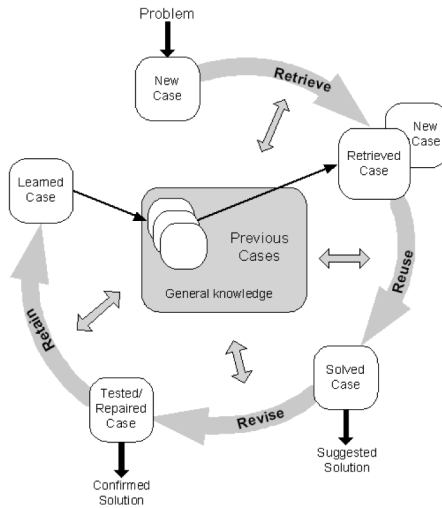 Problem
New
Case
Retrieve
New
Case
Retrieved
Case
Learned
Case
Previous
Cases
General knowledge
Reuse
Retain
Tested/
Repaired
Case
Revise
Solved
Case
Confirmed
Solution
Suggested
Solution